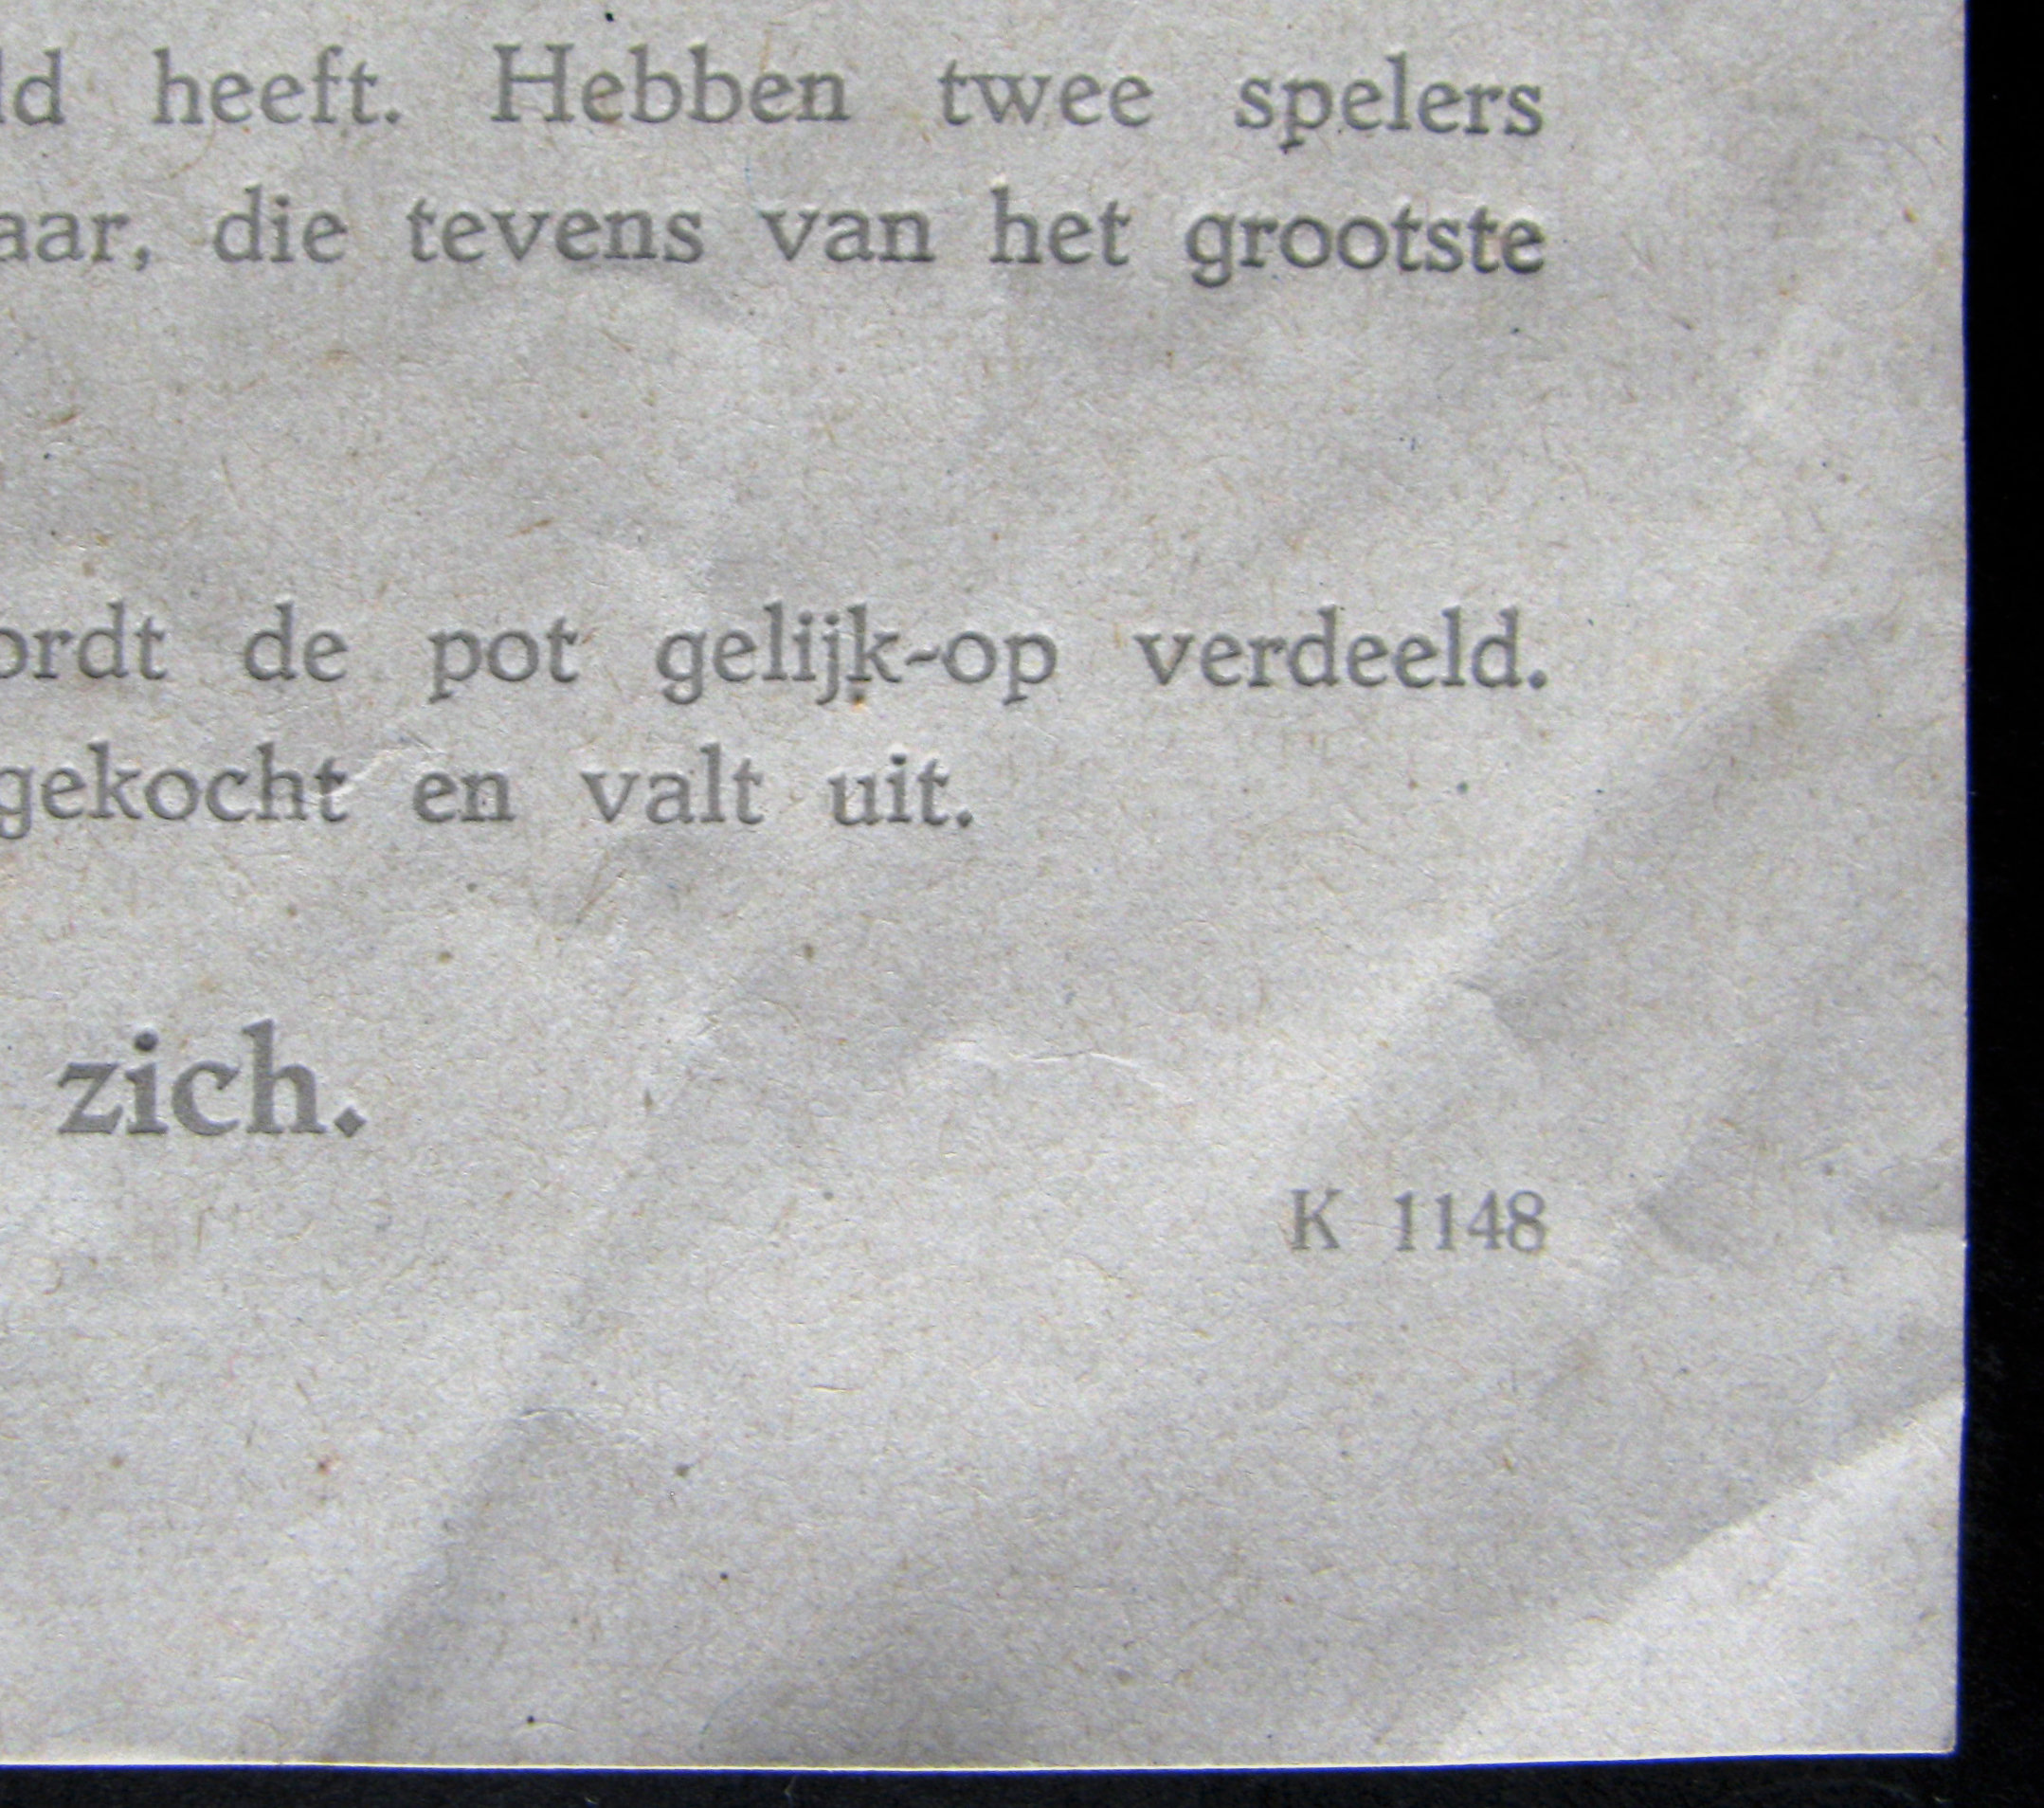 ld heeft. Hebben twee spelers
aar, die tevens van het grootste
ordt de pot gelijk-op verdeeld.
gekocht en valt uit.
zich.
K 1148